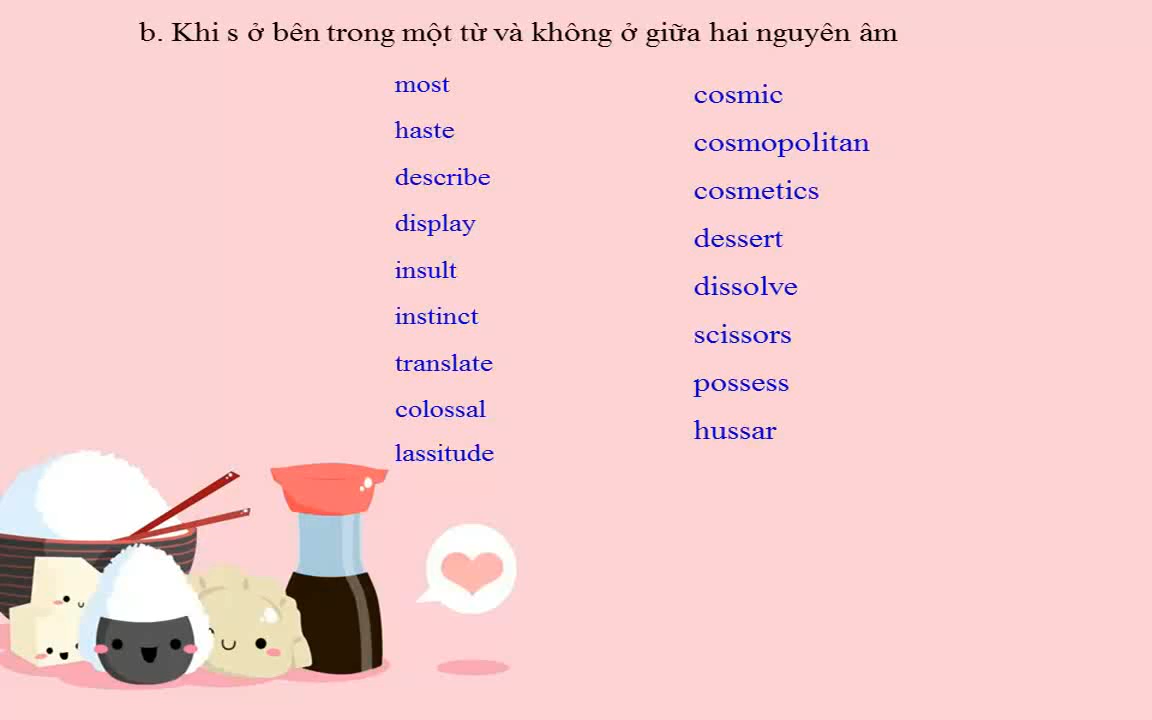 b. Khi s ở bên trong một từ và không ở giữa hai nguyên âm
most
haste
describe
display
insult
instinct
translate
colossal
lassitude
cosmic
cosmopolitan
cosmetics
dessert
dissolve
scissors
possess
hussar